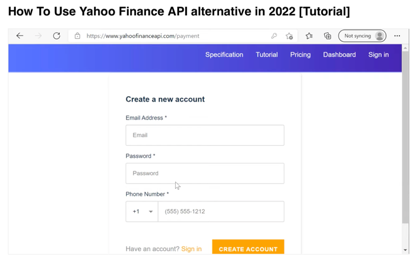 How To Use Yahoo Finance API alternative in 2022 [Tutorial]
https://www.yahoofinanceapi.com/payment
Not syncing
Specification Tutorial Pricing Dashboard Sign in
Create a new account
Email Address *
Email
Password *
Password
Phone Number *
+1 (555) 555-1212
Have an account? Sign in CREATE ACCOUNT